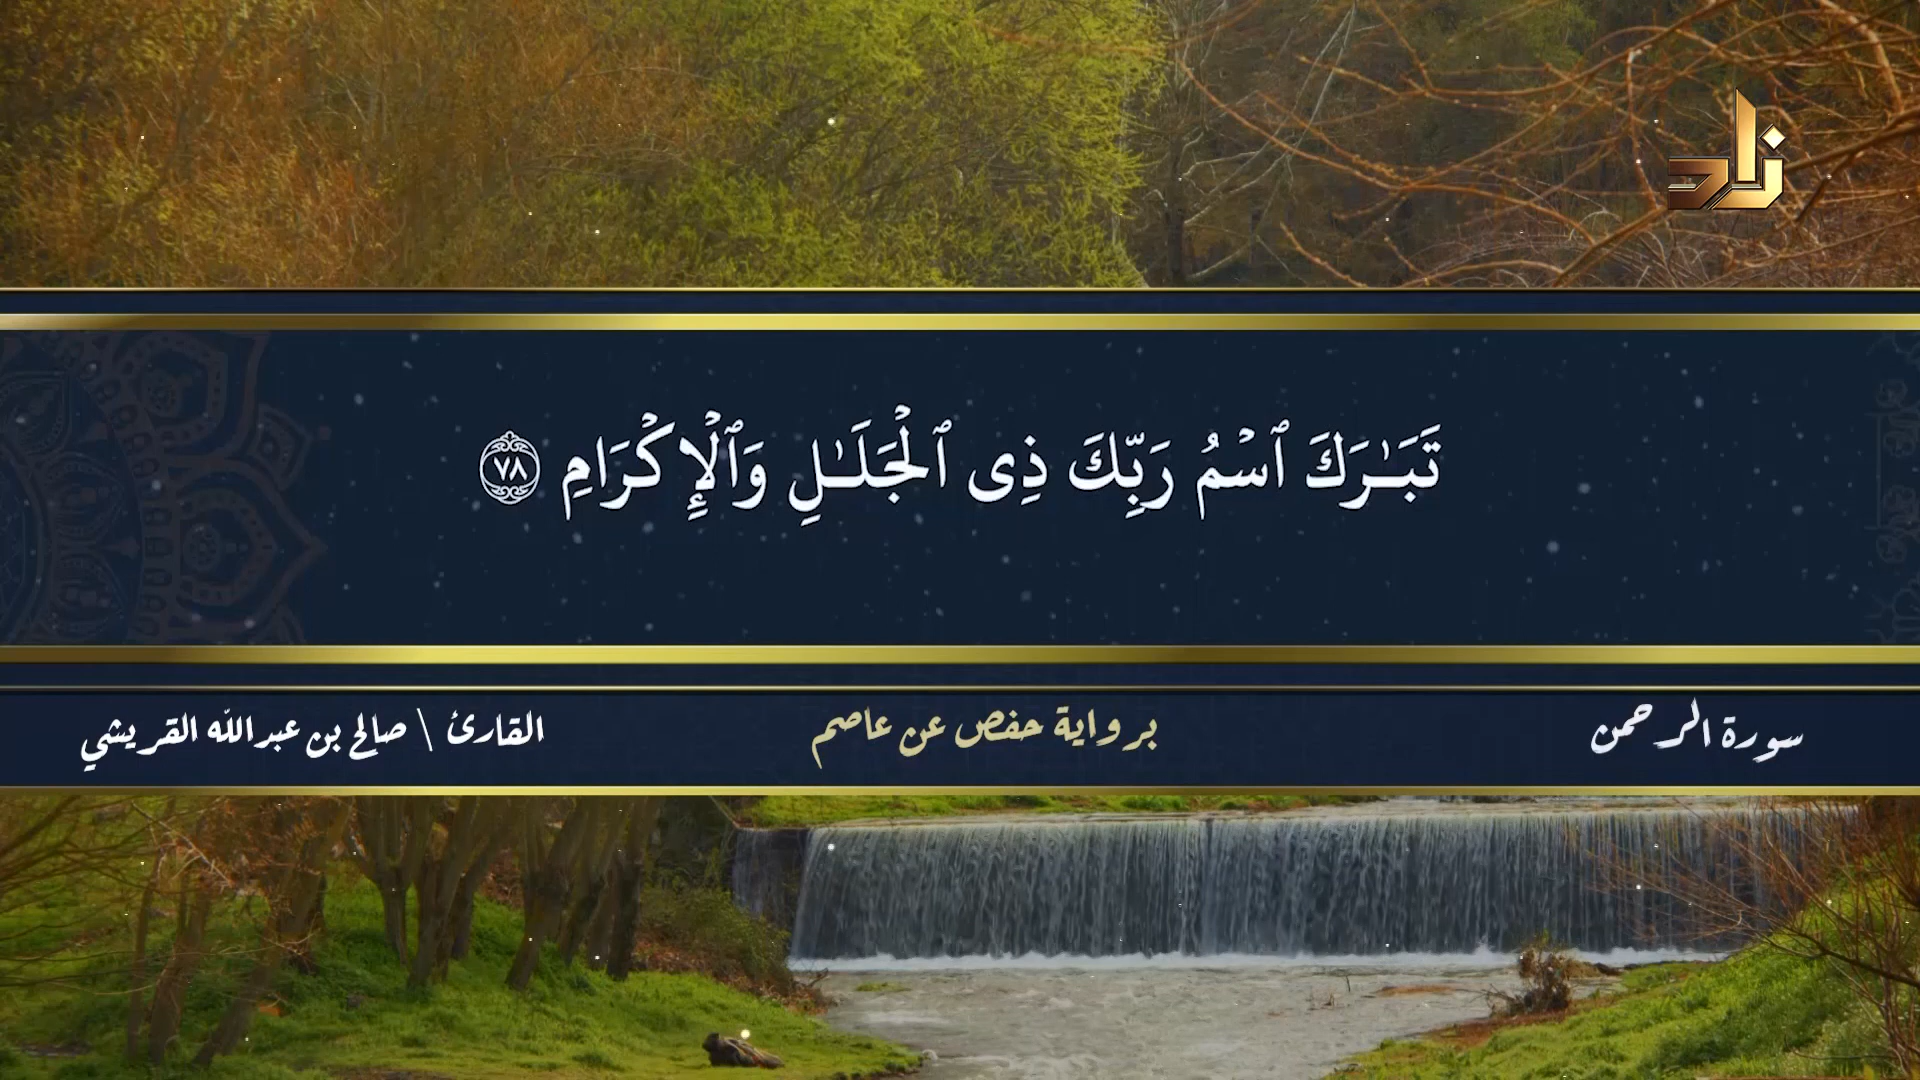 زاد
تَبَـٰرَكَ ٱسْمُ رَبِّكَ ذِى ٱلْجَلَـٰلِ وَٱلْإِكْرَامِ ٧٨
سورة الرحمن
برواية حفص عن عاصم
القارئ \ صالح بن عبدالله القريشي